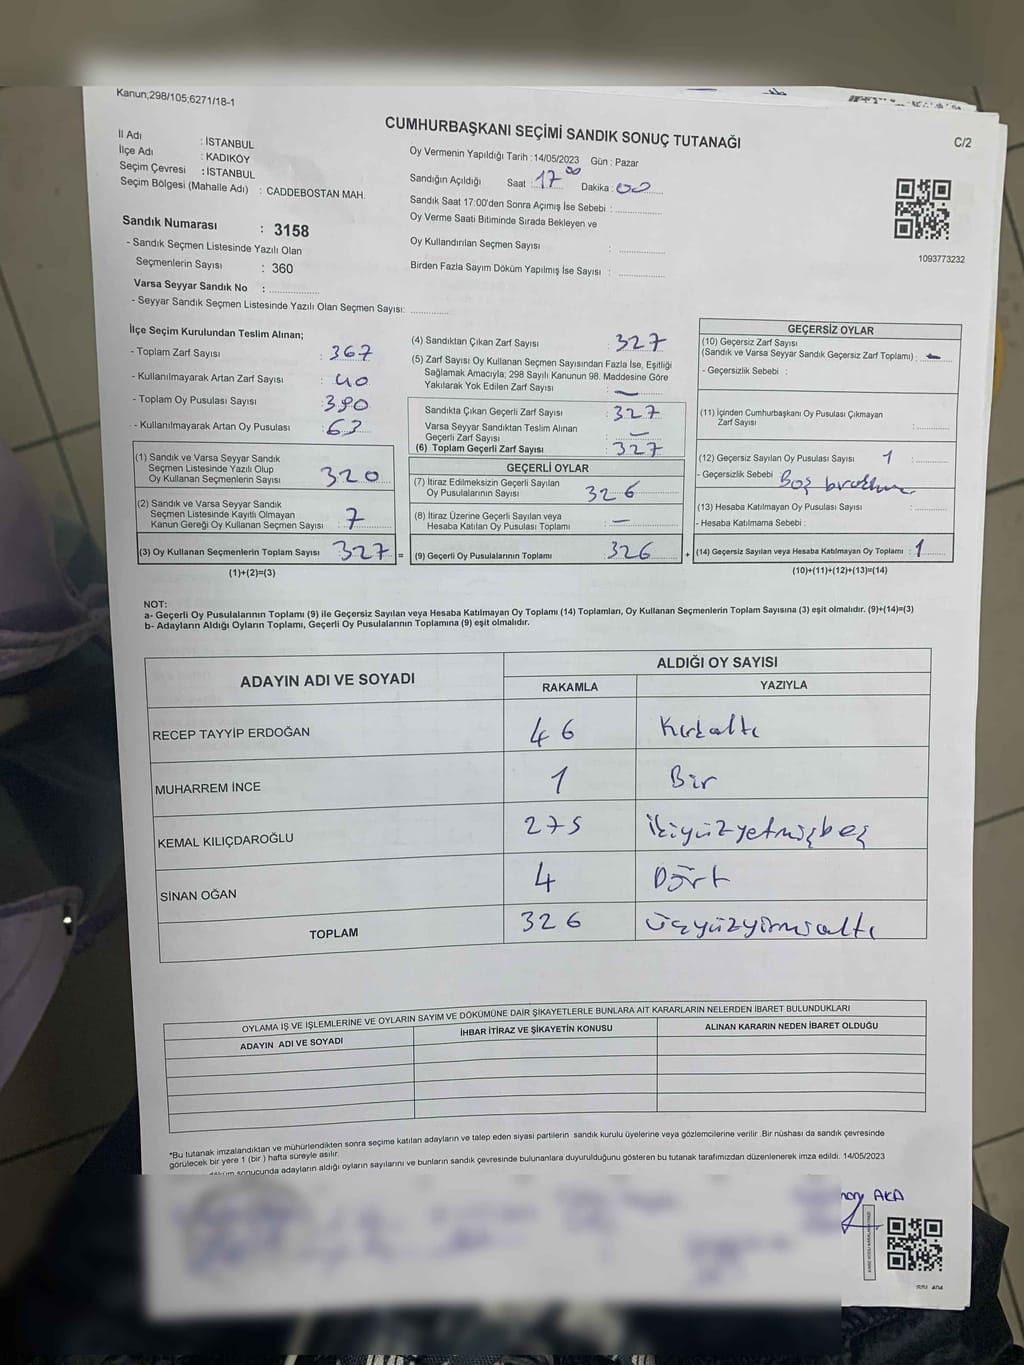 Kanun;298/105;6271/18-1
CUMHURBAŞKANI SEÇİMİ SANDIK SONUÇ TUTANAĞI
C/2
İl Adı : İSTANBUL
İlçe Adı : KADIKÖY
Seçim Çevresi : İSTANBUL
Seçim Bölgesi (Mahalle Adı) : CADDEBOSTAN MAH.
Oy Vermenin Yapıldığı Tarih : 14/05/2023 Gün : Pazar
Sandığın Açıldığı Saat : 17 00 Dakika : 00
Sandık Saat 17:00'den Sonra Açımış İse Sebebi :
Oy Verme Saati Bitiminde Sırada Bekleyen ve
Oy Kullandırılan Seçmen Sayısı :
Birden Fazla Sayım Döküm Yapılmış İse Sayısı :
1093773232
Sandık Numarası : 3158
- Sandık Seçmen Listesinde Yazılı Olan
Seçmenlerin Sayısı : 360
Varsa Seyyar Sandık No :
- Seyyar Sandık Seçmen Listesinde Yazılı Olan Seçmen Sayısı:
İlçe Seçim Kurulundan Teslim Alınan;
- Toplam Zarf Sayısı : 367
- Kullanılmayarak Artan Zarf Sayısı : 40
- Toplam Oy Pusulası Sayısı : 390
- Kullanılmayarak Artan Oy Pusulası : 63
(1) Sandık ve Varsa Seyyar Sandık
Seçmen Listesinde Yazılı Olup
Oy Kullanan Seçmenlerin Sayısı : 320
(2) Sandık ve Varsa Seyyar Sandık
Seçmen Listesinde Kayıtlı Olmayan
Kanun Gereği Oy Kullanan Seçmen Sayısı : 7
(3) Oy Kullanan Seçmenlerin Toplam Sayısı : 327 =
(1)+(2)=(3)
(4) Sandıktan Çıkan Zarf Sayısı : 327
(5) Zarf Sayısı Oy Kullanan Seçmen Sayısından Fazla İse, Eşitliği
Sağlamak Amacıyla; 298 Sayılı Kanunun 98. Maddesine Göre
Yakılarak Yok Edilen Zarf Sayısı : —
Sandıkta Çıkan Geçerli Zarf Sayısı : 327
Varsa Seyyar Sandıktan Teslim Alınan
Geçerli Zarf Sayısı : —
(6) Toplam Geçerli Zarf Sayısı : 327
GEÇERLİ OYLAR
(7) İtiraz Edilmeksizin Geçerli Sayılan
Oy Pusulalarının Sayısı : 326
(8) İtiraz Üzerine Geçerli Sayılan veya
Hesaba Katılan Oy Pusulası Toplamı : —
(9) Geçerli Oy Pusulalarının Toplamı : 326 +
GEÇERSİZ OYLAR
(10) Geçersiz Zarf Sayısı
(Sandık ve Varsa Seyyar Sandık Geçersiz Zarf Toplamı) : —
- Geçersizlik Sebebi :
(11) İçinden Cumhurbaşkanı Oy Pusulası Çıkmayan
Zarf Sayısı :
(12) Geçersiz Sayılan Oy Pusulası Sayısı : 1
- Geçersizlik Sebebi : Boş
(13) Hesaba Katılmayan Oy Pusulası Sayısı :
- Hesaba Katılmama Sebebi :
(14) Geçersiz Sayılan veya Hesaba Katılmayan Oy Toplamı : 1
(10)+(11)+(12)+(13)=(14)
NOT:
a- Geçerli Oy Pusulalarının Toplamı (9) ile Geçersiz Sayılan veya Hesaba Katılmayan Oy Toplamı (14) Toplamları, Oy Kullanan Seçmenlerin Toplam Sayısına (3) eşit olmalıdır. (9)+(14)=(3)
b- Adayların Aldığı Oyların Toplamı, Geçerli Oy Pusulalarının Toplamına (9) eşit olmalıdır.
ADAYIN ADI VE SOYADI ALDIĞI OY SAYISI
RAKAMLA YAZIYLA
RECEP TAYYİP ERDOĞAN 46 Kırkaltı
MUHARREM İNCE 1 Bir
KEMAL KILIÇDAROĞLU 275 İkiyüzyetmişbeş
SİNAN OĞAN 4 Dört
TOPLAM 326 Üçyüzyirmialtı
OYLAMA İŞ VE İŞLEMLERİNE VE OYLARIN SAYIM VE DÖKÜMÜNE DAİR ŞİKAYETLERLE BUNLARA AİT KARARLARIN NELERDEN İBARET BULUNDUKLARI
ADAYIN ADI VE SOYADI İHBAR İTİRAZ VE ŞİKAYETİN KONUSU ALINAN KARARIN NEDEN İBARET OLDUĞU
*Bu tutanak imzalandıktan ve mühürlendikten sonra seçime katılan adayların ve talep eden siyasi partilerin sandık kurulu üyelerine veya gözlemcilerine verilir .Bir nüshası da sandık çevresinde
görülecek bir yere 1 (bir ) hafta süreyle asılır.
sonucunda adayların aldığı oyların sayılarını ve bunların sandık çevresinde bulunanlara duyurulduğunu gösteren bu tutanak tarafımızdan düzenlenerek imza edildi. 14/05/2023
AKA